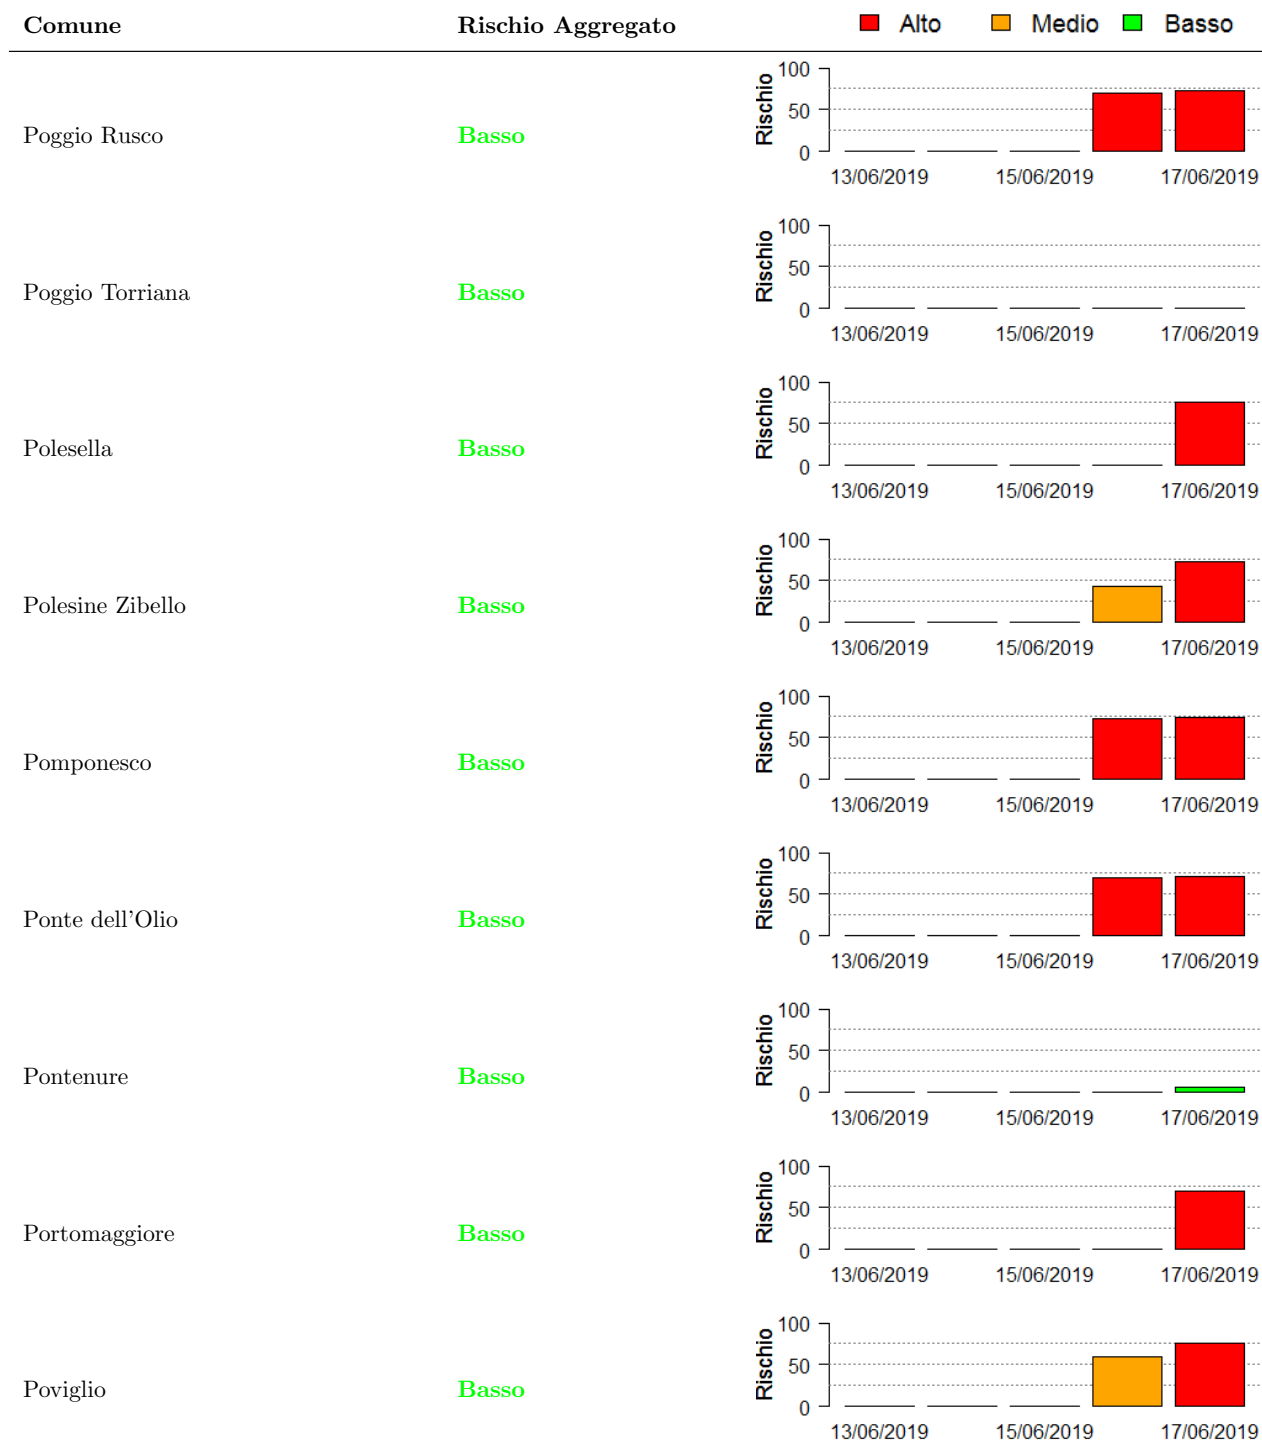 Comune Rischio Aggregato Alto Medio Basso
Poggio Rusco Basso Rischio 100 50 0
13/06/2019 15/06/2019 17/06/2019
Poggio Torriana Basso Rischio 100 50 0
13/06/2019 15/06/2019 17/06/2019
Polesella Basso Rischio 100 50 0
13/06/2019 15/06/2019 17/06/2019
Polesine Zibello Basso Rischio 100 50 0
13/06/2019 15/06/2019 17/06/2019
Pomponesco Basso Rischio 100 50 0
13/06/2019 15/06/2019 17/06/2019
Ponte dell'Olio Basso Rischio 100 50 0
13/06/2019 15/06/2019 17/06/2019
Pontenure Basso Rischio 100 50 0
13/06/2019 15/06/2019 17/06/2019
Portomaggiore Basso Rischio 100 50 0
13/06/2019 15/06/2019 17/06/2019
Poviglio Basso Rischio 100 50 0
13/06/2019 15/06/2019 17/06/2019